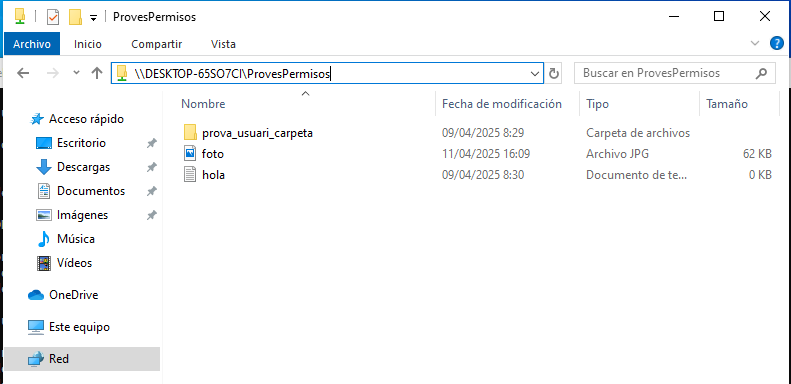 ProvesPermisos
Archivo Inicio Compartir Vista
\\DESKTOP-65SO7CI\ProvesPermisos Buscar en ProvesPermisos
Nombre Fecha de modificación Tipo Tamaño
Acceso rápido
Escritorio
Descargas
Documentos
Imágenes
Música
Vídeos
OneDrive
Este equipo
Red
prova_usuari_carpeta 09/04/2025 8:29 Carpeta de archivos
foto 11/04/2025 16:09 Archivo JPG 62 KB
hola 09/04/2025 8:30 Documento de te... 0 KB